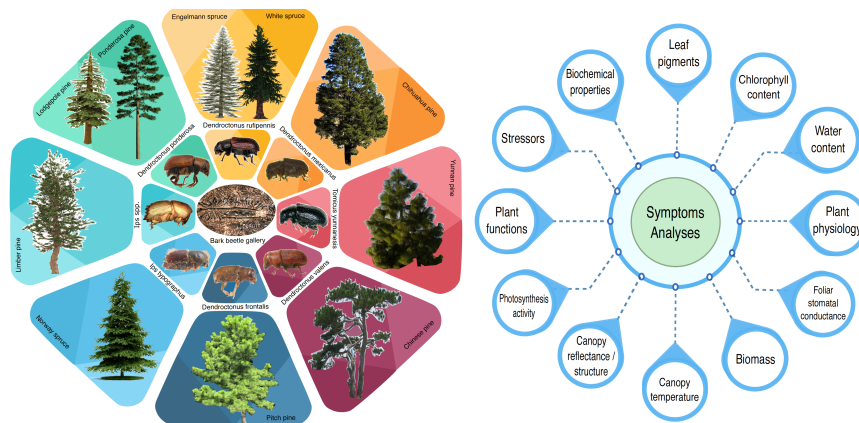 Engelmann spruce
White spruce
Lodgepole pine
Ponderosa pine
Chihuahua pine
Limber pine
Yunnan pine
Norway spruce
Pitch pine
Chinese pine
Dendroctonus rufipennis
Dendroctonus ponderosa
Dendroctonus mexicanus
Ips spp.
Tomicus yunnanesis
Bark beetle gallery
Ips typographus
Dendroctonus frontalis
Dendroctonus valens
Leaf
pigments
Biochemical
properties
Chlorophyll
content
Stressors
Water
content
Symptoms
Analyses
Plant
functions
Plant
physiology
Photosynthesis
activity
Foliar
stomatal
conductance
Canopy
reflectance /
structure
Biomass
Canopy
temperature